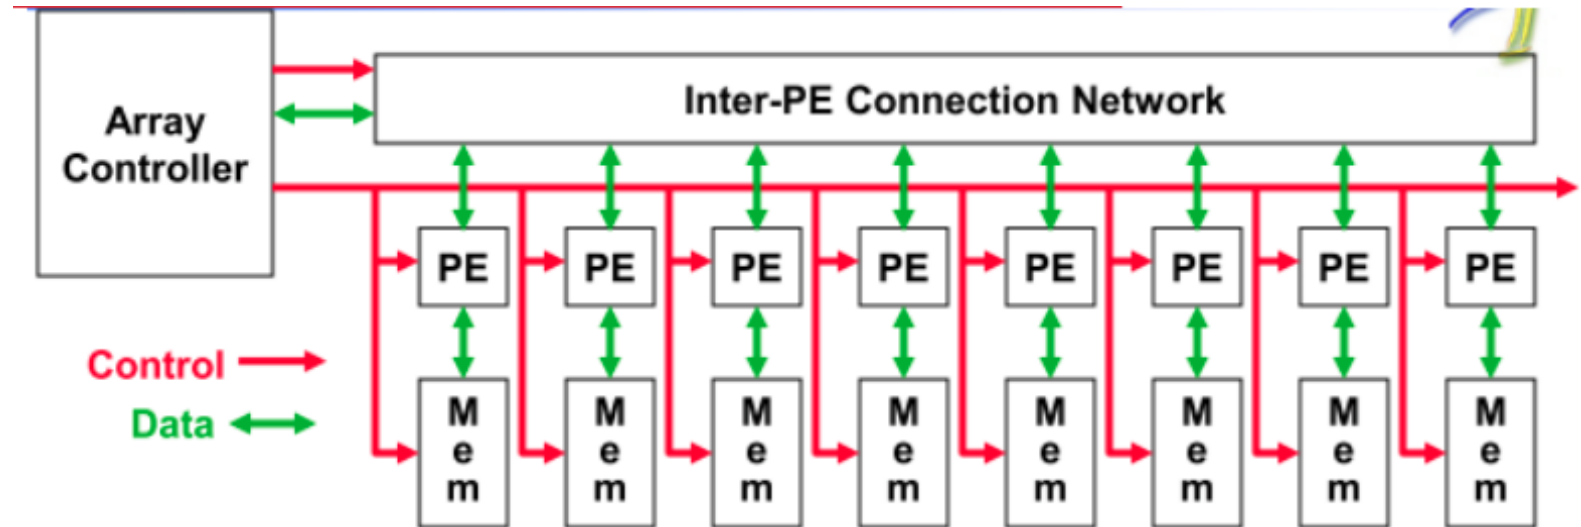 Array
Controller
Inter-PE Connection Network
PE PE PE PE PE PE PE PE
Control
Data
M M M M M M M M
e e e e e e e e
m m m m m m m m